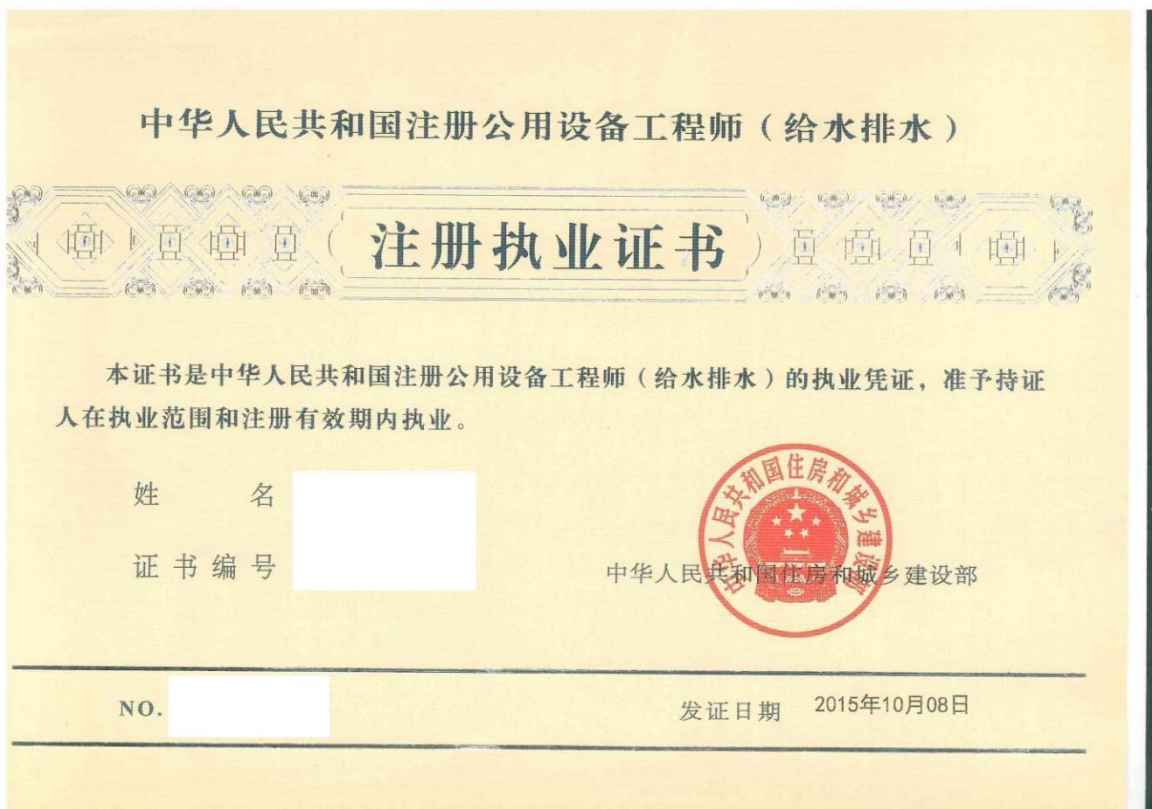 中华人民共和国注册公用设备工程师（给水排水）
注册执业证书
本证书是中华人民共和国注册公用设备工程师（给水排水）的执业凭证，准予持证
人在执业范围和注册有效期内执业。
姓 名
中华人民共和国住房和城乡建设部
证书编号
中华人民共和国住房和城乡建设部
NO.
发证日期 2015年10月08日